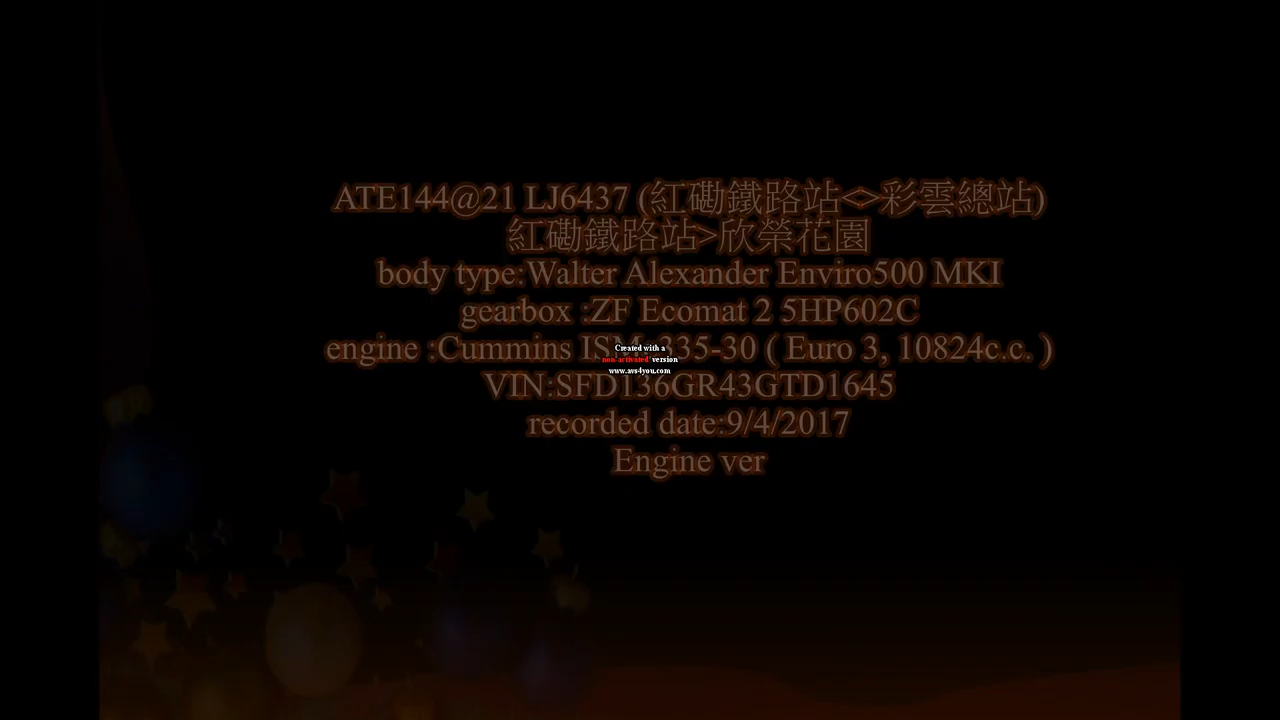 ATE144@21 LJ6437 (紅磡鐵路站<>彩雲總站)
紅磡鐵路站>欣榮花園
body type:Walter Alexander Enviro500 MKI
gearbox :ZF Ecomat 2 5HP602C
engine :Cummins ISMe335-30 ( Euro 3, 10824c.c. )
VIN:SFD136GR43GTD1645
recorded date:9/4/2017
Engine ver
Created with a
non'activated' version
www.avs4you.com